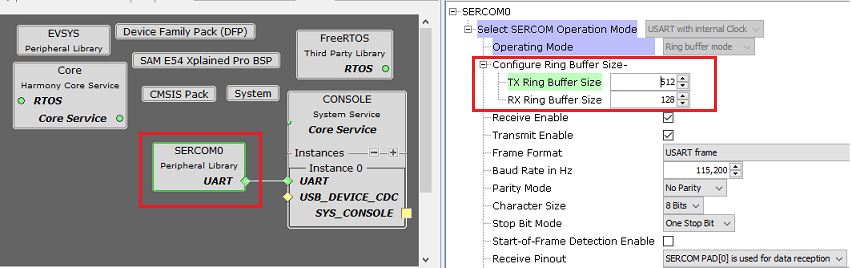 EVSYS
Peripheral Library
Device Family Pack (DFP)
FreeRTOS
Third Party Library
RTOS
SAM E54 Xplained Pro BSP
Core
Harmony Core Service
RTOS
Core Service
CMSIS Pack
System
CONSOLE
System Service
Core Service
Instances
Instance 0
UART
USB_DEVICE_CDC
SYS_CONSOLE
SERCOM0
Peripheral Library
UART
SERCOM0
Select SERCOM Operation Mode USART with internal Clock
Operating Mode Ring buffer mode
Configure Ring Buffer Size-
TX Ring Buffer Size 512
RX Ring Buffer Size 128
Receive Enable
Transmit Enable
Frame Format USART frame
Baud Rate in Hz 115,200
Parity Mode No Parity
Character Size 8 Bits
Stop Bit Mode One Stop Bit
Start-of-Frame Detection Enable
Receive Pinout SERCOM PAD[0] is used for data reception